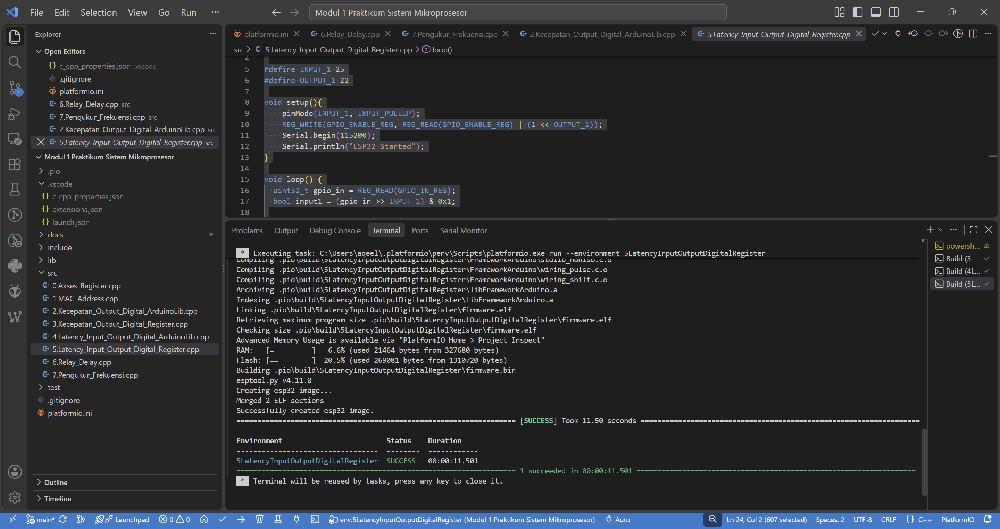 File Edit Selection View Go Run ···
Modul 1 Praktikum Sistem Mikroprosesor
Explorer
Open Editors
c_cpp_properties.json .vscode
.gitignore
platformio.ini
6.Relay_Delay.cpp src
7.Pengukur_Frekuensi.cpp src
2.Kecepatan_Output_Digital_ArduinoLib.cpp src
5.Latency_Input_Output_Digital_Register.cpp src
Modul 1 Praktikum Sistem Mikroprosesor
.pio
.vscode
c_cpp_properties.json
extensions.json
launch.json
docs
include
lib
src
0.Akses_Register.cpp
1.MAC_Address.cpp
2.Kecepatan_Output_Digital_ArduinoLib.cpp
3.Kecepatan_Output_Digital_Register.cpp
4.Latency_Input_Output_Digital_ArduinoLib.cpp
5.Latency_Input_Output_Digital_Register.cpp
6.Relay_Delay.cpp
7.Pengukur_Frekuensi.cpp
test
.gitignore
platformio.ini
Outline
Timeline
1
platformio.ini 6.Relay_Delay.cpp 7.Pengukur_Frekuensi.cpp 2.Kecepatan_Output_Digital_ArduinoLib.cpp 5.Latency_Input_Output_Digital_Register.cpp
src > 5.Latency_Input_Output_Digital_Register.cpp > loop()
4
5 #define INPUT_1 25
6 #define OUTPUT_1 22
7
8 void setup(){
9 pinMode(INPUT_1, INPUT_PULLUP);
10 REG_WRITE(GPIO_ENABLE_REG, REG_READ(GPIO_ENABLE_REG) | (1 << OUTPUT_1));
11 Serial.begin(115200);
12 Serial.println("ESP32 Started");
13 }
14
15 void loop() {
16 uint32_t gpio_in = REG_READ(GPIO_IN_REG);
17 bool input1 = (gpio_in >> INPUT_1) & 0x1;
18
Problems Output Debug Console Terminal Ports Serial Monitor
* Executing task: C:\Users\aqeel\.platformio\penv\Scripts\platformio.exe run --environment 5LatencyInputOutputDigitalRegister
Compiling .pio\build\5LatencyInputOutputDigitalRegister\FrameworkArduino\stdlib_noniso.c.o
Compiling .pio\build\5LatencyInputOutputDigitalRegister\FrameworkArduino\wiring_pulse.c.o
Compiling .pio\build\5LatencyInputOutputDigitalRegister\FrameworkArduino\wiring_shift.c.o
Archiving .pio\build\5LatencyInputOutputDigitalRegister\libFrameworkArduino.a
Indexing .pio\build\5LatencyInputOutputDigitalRegister\libFrameworkArduino.a
Linking .pio\build\5LatencyInputOutputDigitalRegister\firmware.elf
Retrieving maximum program size .pio\build\5LatencyInputOutputDigitalRegister\firmware.elf
Checking size .pio\build\5LatencyInputOutputDigitalRegister\firmware.elf
Advanced Memory Usage is available via "PlatformIO Home > Project Inspect"
RAM: [= ] 6.6% (used 21464 bytes from 327680 bytes)
Flash: [== ] 20.5% (used 269081 bytes from 1310720 bytes)
Building .pio\build\5LatencyInputOutputDigitalRegister\firmware.bin
esptool.py v4.11.0
Creating esp32 image...
Merged 2 ELF sections
Successfully created esp32 image.
=================================================================== [SUCCESS] Took 11.50 seconds ===================================================================
Environment Status Duration
---------------------------------- -------- ------------
5LatencyInputOutputDigitalRegister SUCCESS 00:00:11.501
=================================================================== 1 succeeded in 00:00:11.501 ===================================================================
* Terminal will be reused by tasks, press any key to close it.
powersh...
Build (3...
Build (4L...
Build (5L...
main* Launchpad 0 0 env:5LatencyInputOutputDigitalRegister (Modul 1 Praktikum Sistem Mikroprosesor) Auto Ln 24, Col 2 (607 selected) Spaces: 2 UTF-8 CRLF {} C++ PlatformIO